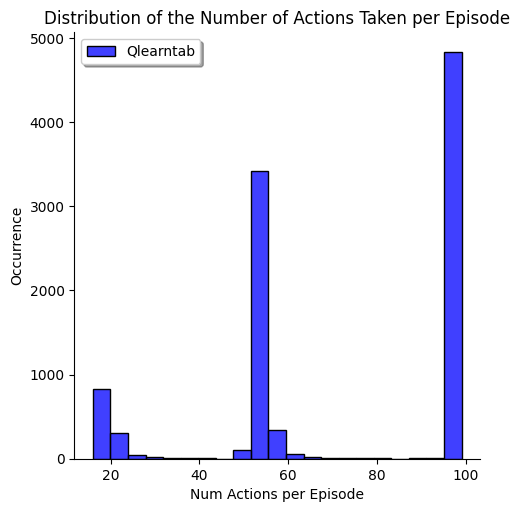 Distribution of the Number of Actions Taken per Episode
Qlearntab
5000
4000
3000
2000
1000
0
Occurrence
20 40 60 80 100
Num Actions per Episode